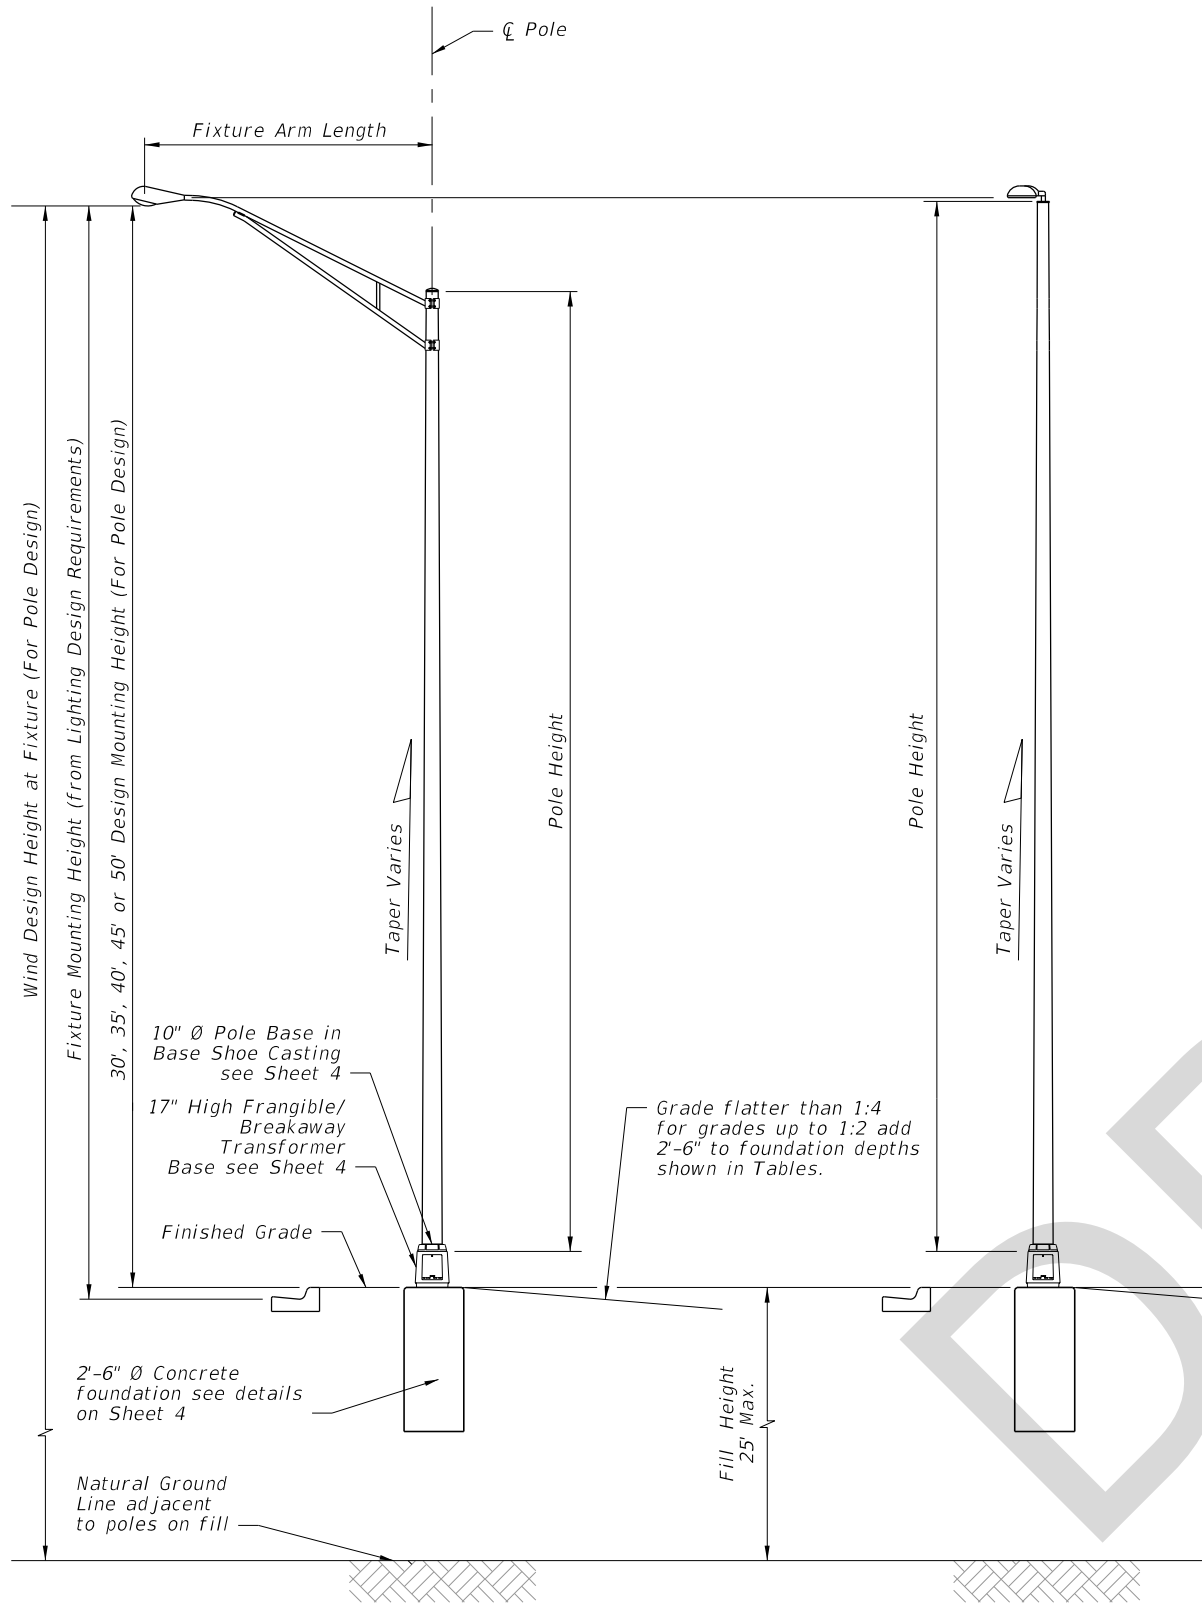 ℄ Pole
Fixture Arm Length
Wind Design Height at Fixture (For Pole Design)
Fixture Mounting Height (from Lighting Design Requirements)
30', 35', 40', 45' or 50' Design Mounting Height (For Pole Design)
Pole Height
Taper Varies
Pole Height
Taper Varies
10" Ø Pole Base in
Base Shoe Casting
see Sheet 4
17" High Frangible/
Breakaway
Transformer
Base see Sheet 4
Grade flatter than 1:4
for grades up to 1:2 add
2'-6" to foundation depths
shown in Tables.
Finished Grade
2'-6" Ø Concrete
foundation see details
on Sheet 4
Fill Height
25' Max.
Natural Ground
Line adjacent
to poles on fill